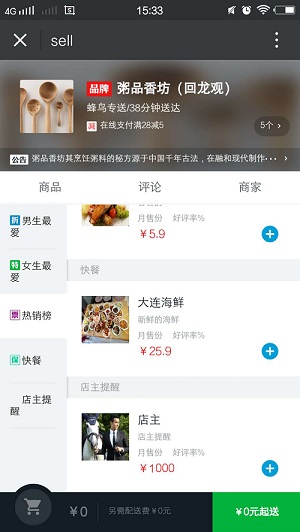 4G 15:33
sell
品牌 粥品香坊（回龙观）
蜂鸟专送/38分钟送达
减 在线支付满28减5 5个
公告 粥品香坊其烹饪粥料的秘方源于中国千年古法，在融和现代制作...
商品 评论 商家
新 男生最爱
特 女生最爱
票 热销榜
保 快餐
店主提醒
月售份 好评率%
￥5.9
快餐
大连海鲜
新鲜的海鲜
月售份 好评率%
￥25.9
店主提醒
店主
店主提醒
月售份 好评率%
￥1000
￥0 另需配送费￥0元 ￥0元起送